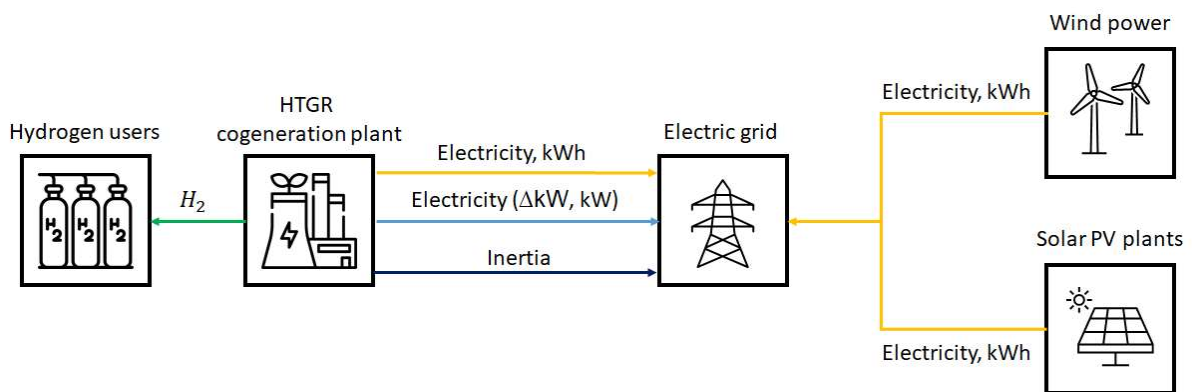 Wind power
Electricity, kWh
HTGR
cogeneration plant
Hydrogen users
Electric grid
Electricity, kWh
H₂
Electricity (ΔkW, kW)
Inertia
H₂ H₂ H₂
Solar PV plants
Electricity, kWh